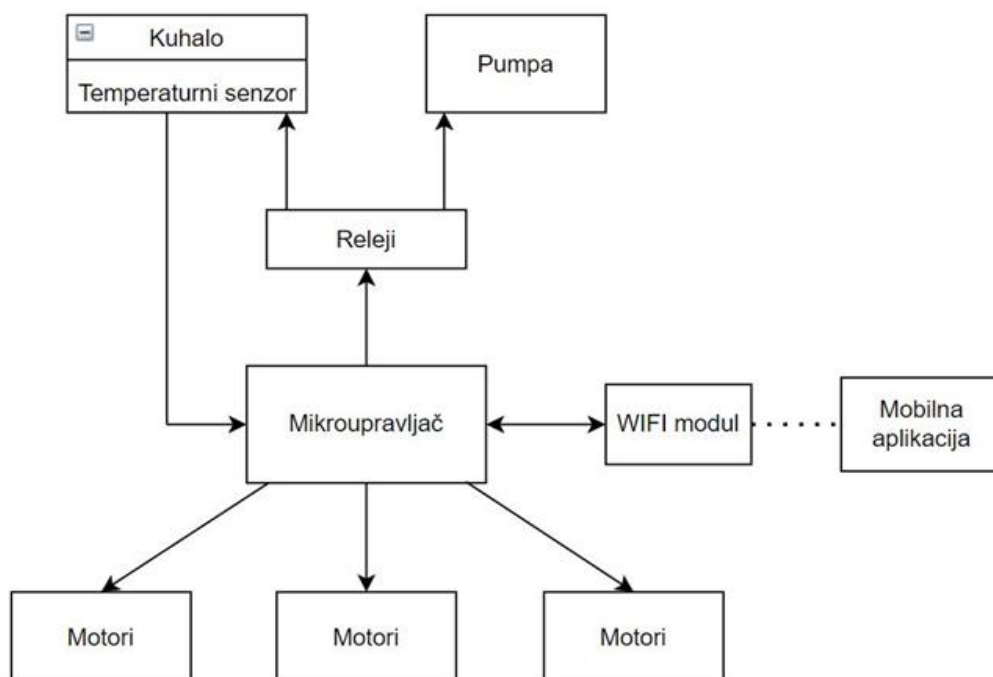 Kuhalo
Temperaturni senzor
Pumpa
Releji
Mikroupravljač
WIFI modul
Mobilna
aplikacija
Motori
Motori
Motori